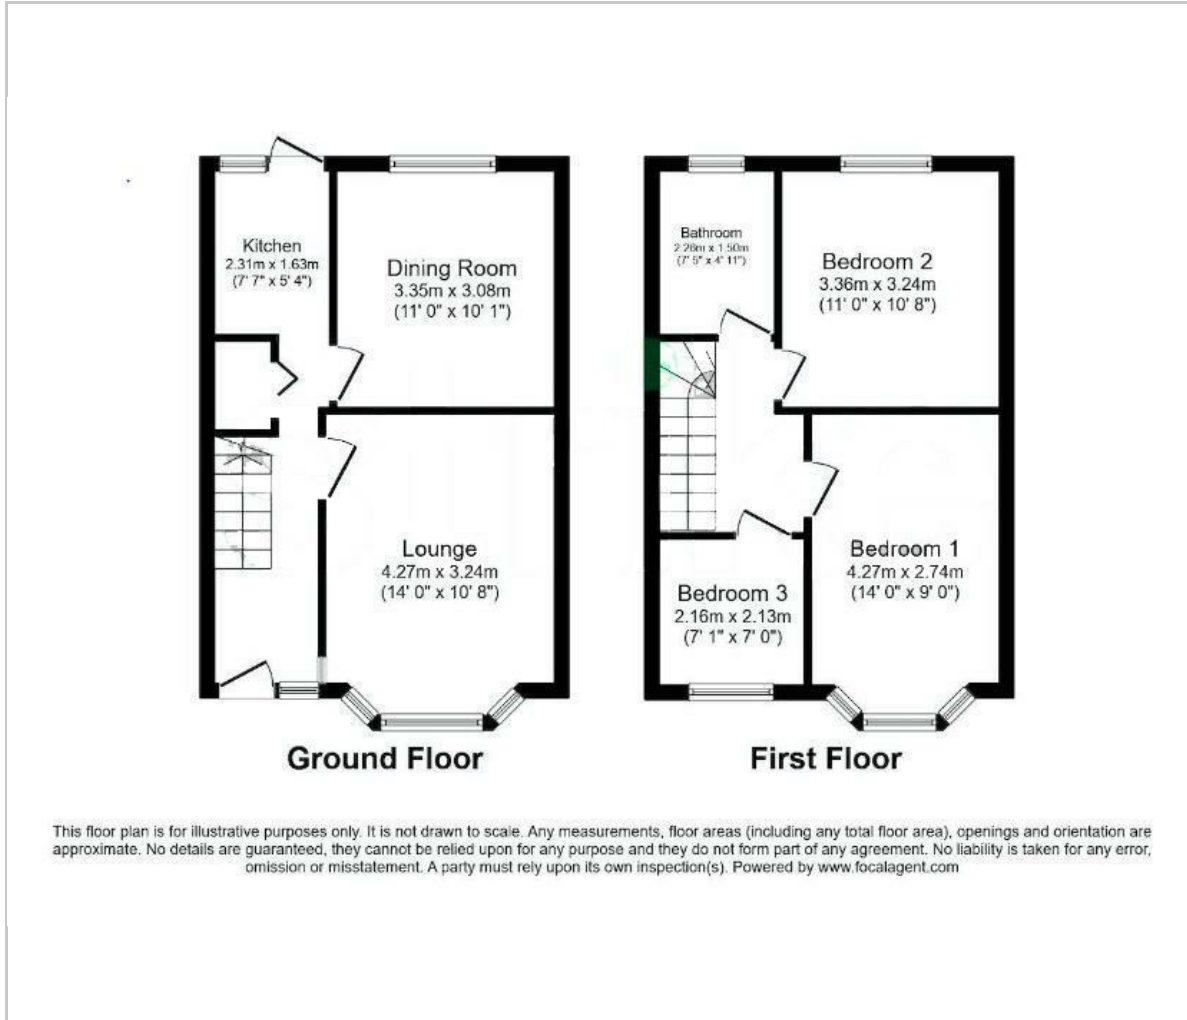 Kitchen
2.31m x 1.63m
(7' 7" x 5' 4")
Dining Room
3.35m x 3.08m
(11' 0" x 10' 1")
Lounge
4.27m x 3.24m
(14' 0" x 10' 8")
Ground Floor
Bathroom
2.26m x 1.50m
(7' 5" x 4' 11")
Bedroom 2
3.36m x 3.24m
(11' 0" x 10' 8")
Bedroom 1
4.27m x 2.74m
(14' 0" x 9' 0")
Bedroom 3
2.16m x 2.13m
(7' 1" x 7' 0")
First Floor
This floor plan is for illustrative purposes only. It is not drawn to scale. Any measurements, floor areas (including any total floor area), openings and orientation are
approximate. No details are guaranteed, they cannot be relied upon for any purpose and they do not form part of any agreement. No liability is taken for any error,
omission or misstatement. A party must rely upon its own inspection(s). Powered by www.focalagent.com